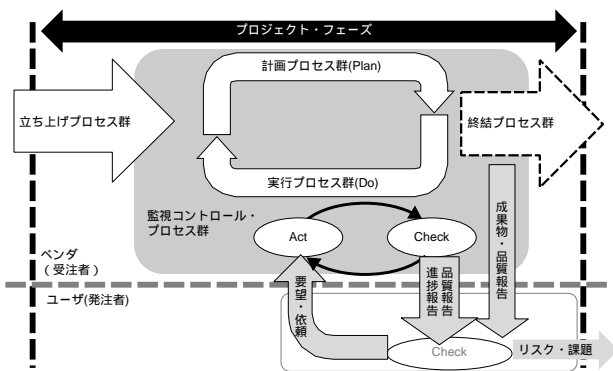 プロジェクト・フェーズ
計画プロセス群(Plan)
立ち上げプロセス群
終結プロセス群
実行プロセス群(Do)
監視コントロール・
プロセス群
Act
Check
成果物・品質報告
ベンダ
（受注者）
ユーザ(発注者)
要望・依頼
品質報告
進捗報告
Check
リスク・課題